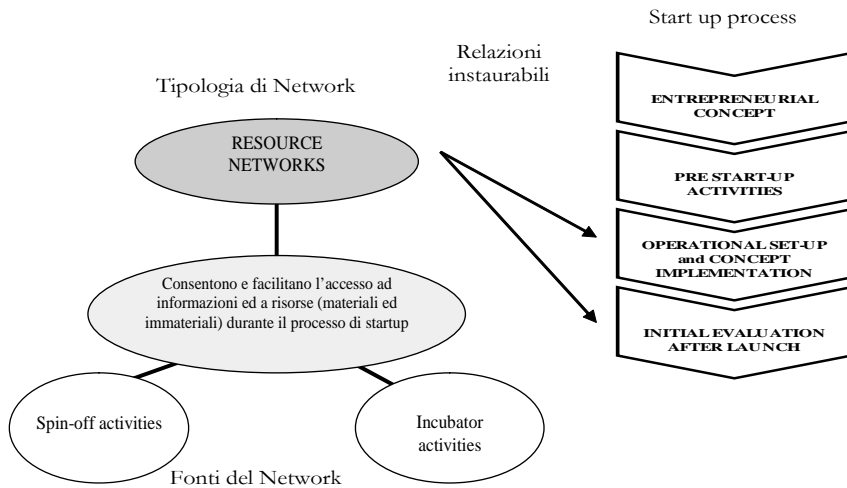 Start up process
Relazioni
instaurabili
Tipologia di Network
ENTREPRENEURIAL
CONCEPT
RESOURCE
NETWORKS
PRE START-UP
ACTIVITIES
OPERATIONAL SET-UP
and CONCEPT
IMPLEMENTATION
Consentono e facilitano l'accesso ad
informazioni ed a risorse (materiali ed
immateriali) durante il processo di startup
INITIAL EVALUATION
AFTER LAUNCH
Spin-off activities
Incubator
activities
Fonti del Network